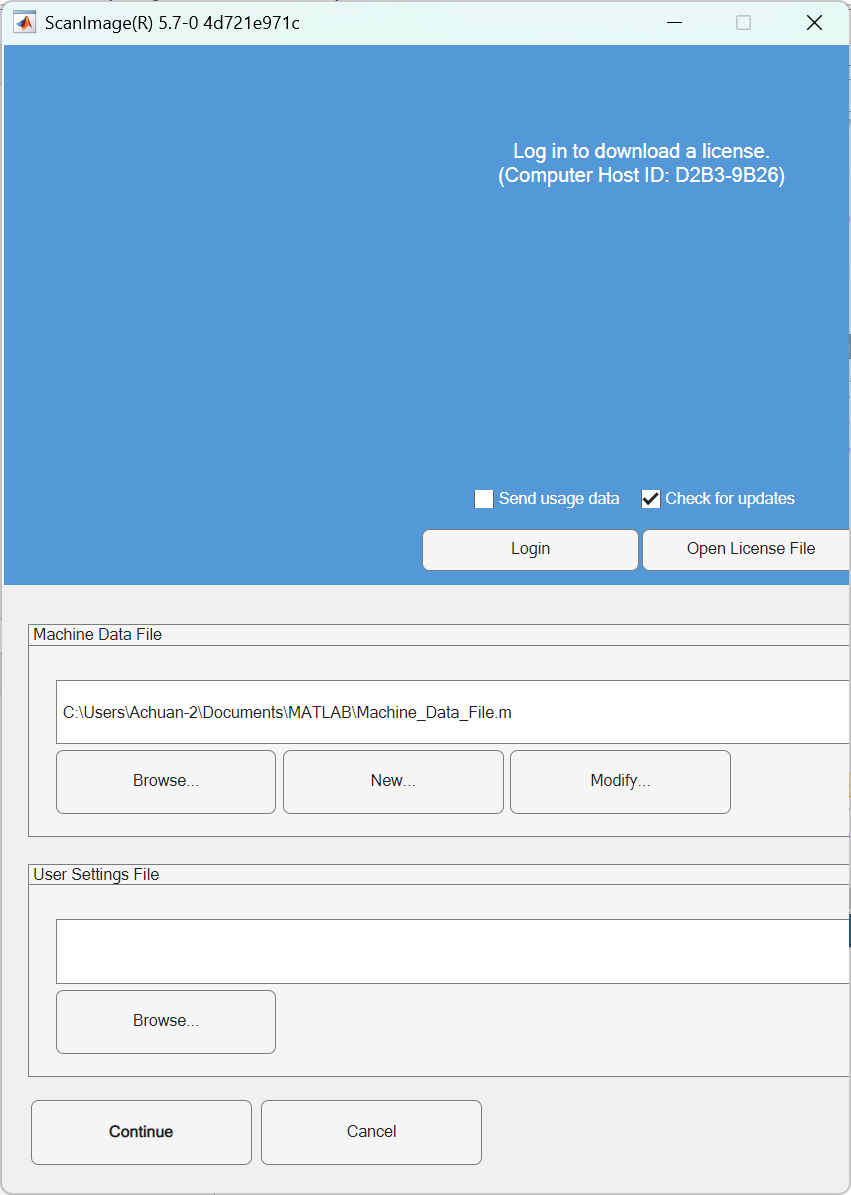 ScanImage(R) 5.7-0 4d721e971c
Log in to download a license.
(Computer Host ID: D2B3-9B26)
Send usage data Check for updates
Login Open License File
Machine Data File
C:\Users\Achuan-2\Documents\MATLAB\Machine_Data_File.m
Browse... New... Modify...
User Settings File
Browse...
Continue Cancel